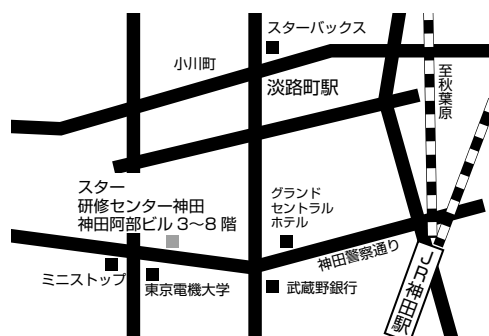 スターバックス
小川町
淡路町駅
至秋葉原
スター
研修センター神田
神田阿部ビル 3~8 階
グランド
セントラル
ホテル
神田警察通り
ミニストップ
東京電機大学
武蔵野銀行
JR神田駅